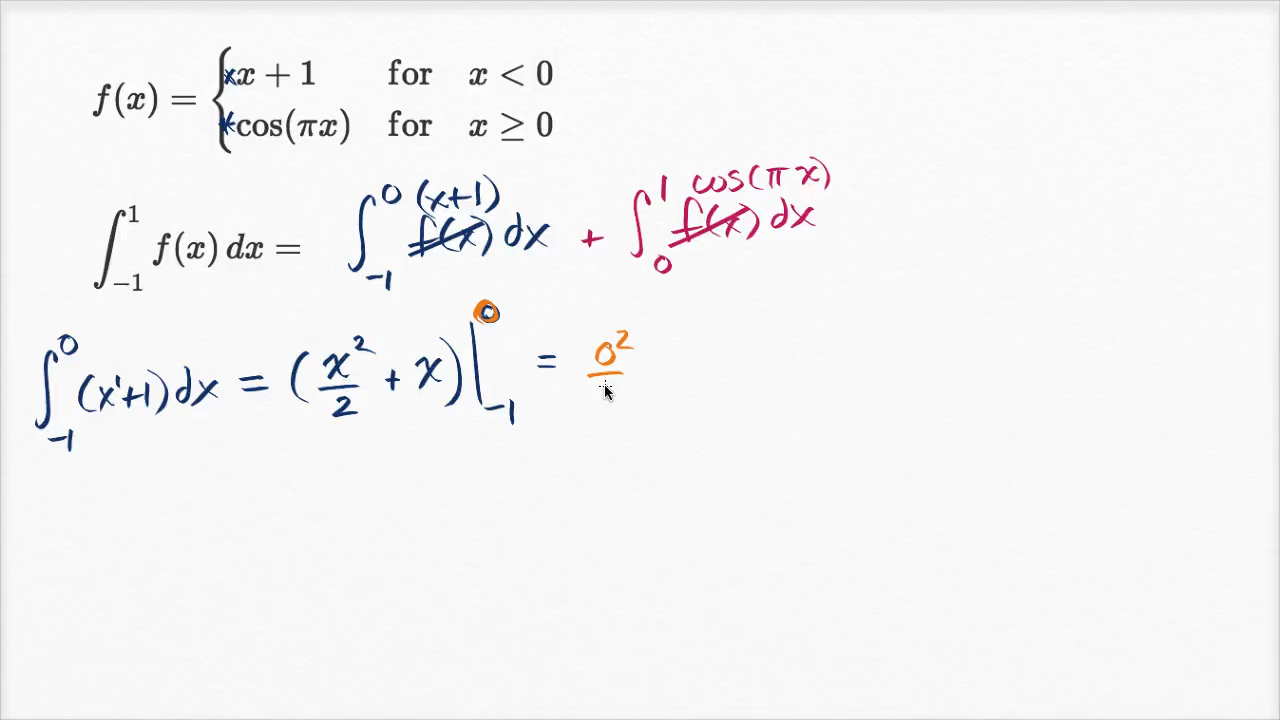 f(x) = { x + 1 for x < 0
cos(πx) for x ≥ 0
∫_{-1}^{1} f(x) dx = ∫_{-1}^{0} (x+1) f(x) dx + ∫_{0}^{1} cos(πx) f(x) dx
∫_{-1}^{0} (x'+1) dx = (x²/2 + x) |_{-1}^{0} = 0²/